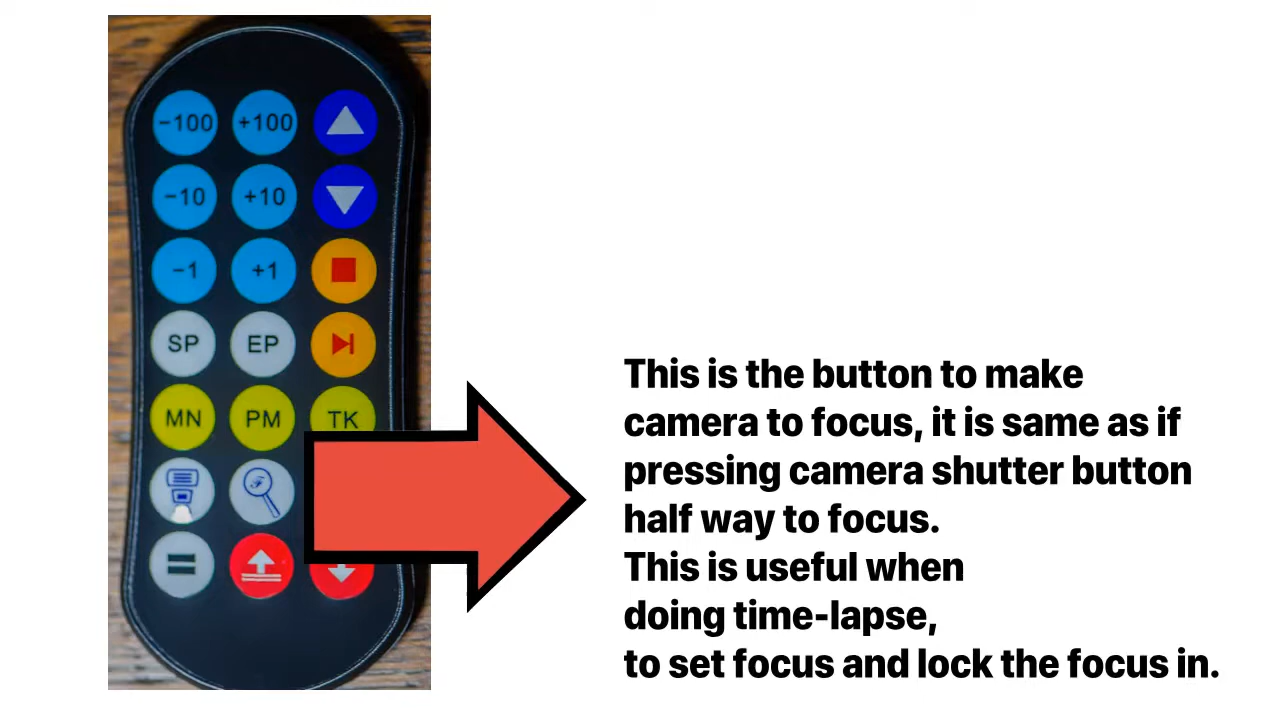 −100 +100
−10 +10
−1 +1
SP EP
MN PM TK
This is the button to make
camera to focus, it is same as if
pressing camera shutter button
half way to focus.
This is useful when
doing time-lapse,
to set focus and lock the focus in.